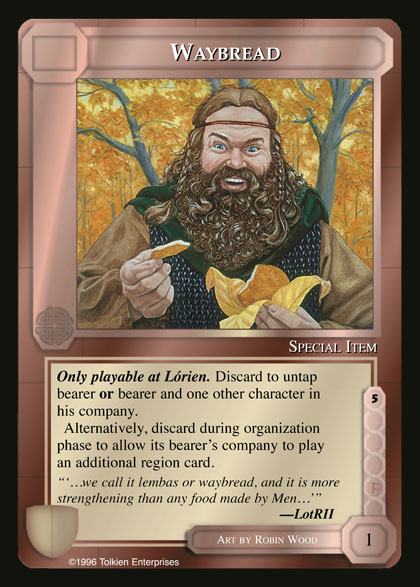 WAYBREAD
SPECIAL ITEM
Only playable at Lórien. Discard to untap
bearer or bearer and one other character in
his company.
Alternatively, discard during organization
phase to allow its bearer's company to play
an additional region card.
“‘…we call it lembas or waybread, and it is more
strengthening than any food made by Men…’”
—LotRII
5
F
ART BY ROBIN WOOD
1
©1996 Tolkien Enterprises